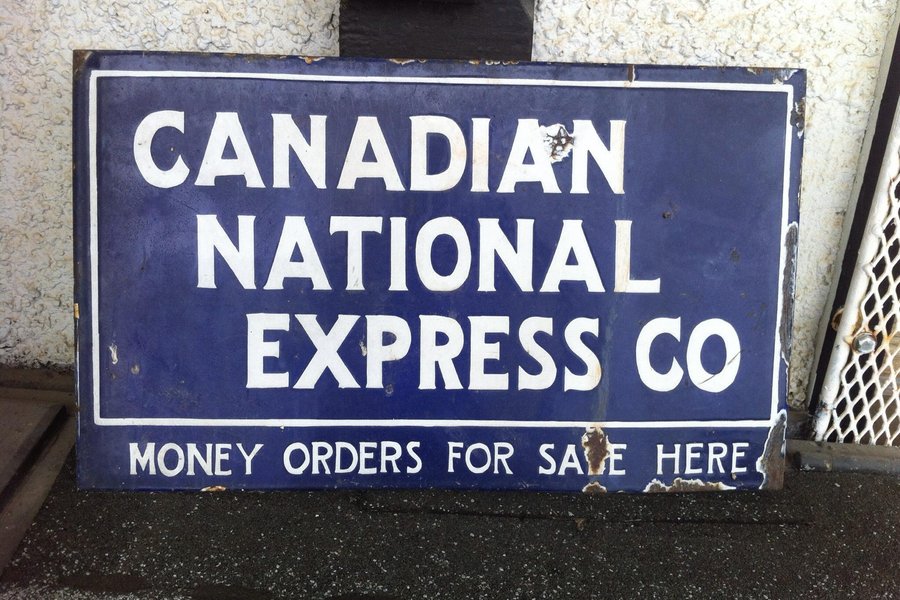 CANADIAN
NATIONAL
EXPRESS CO
MONEY ORDERS FOR SALE HERE